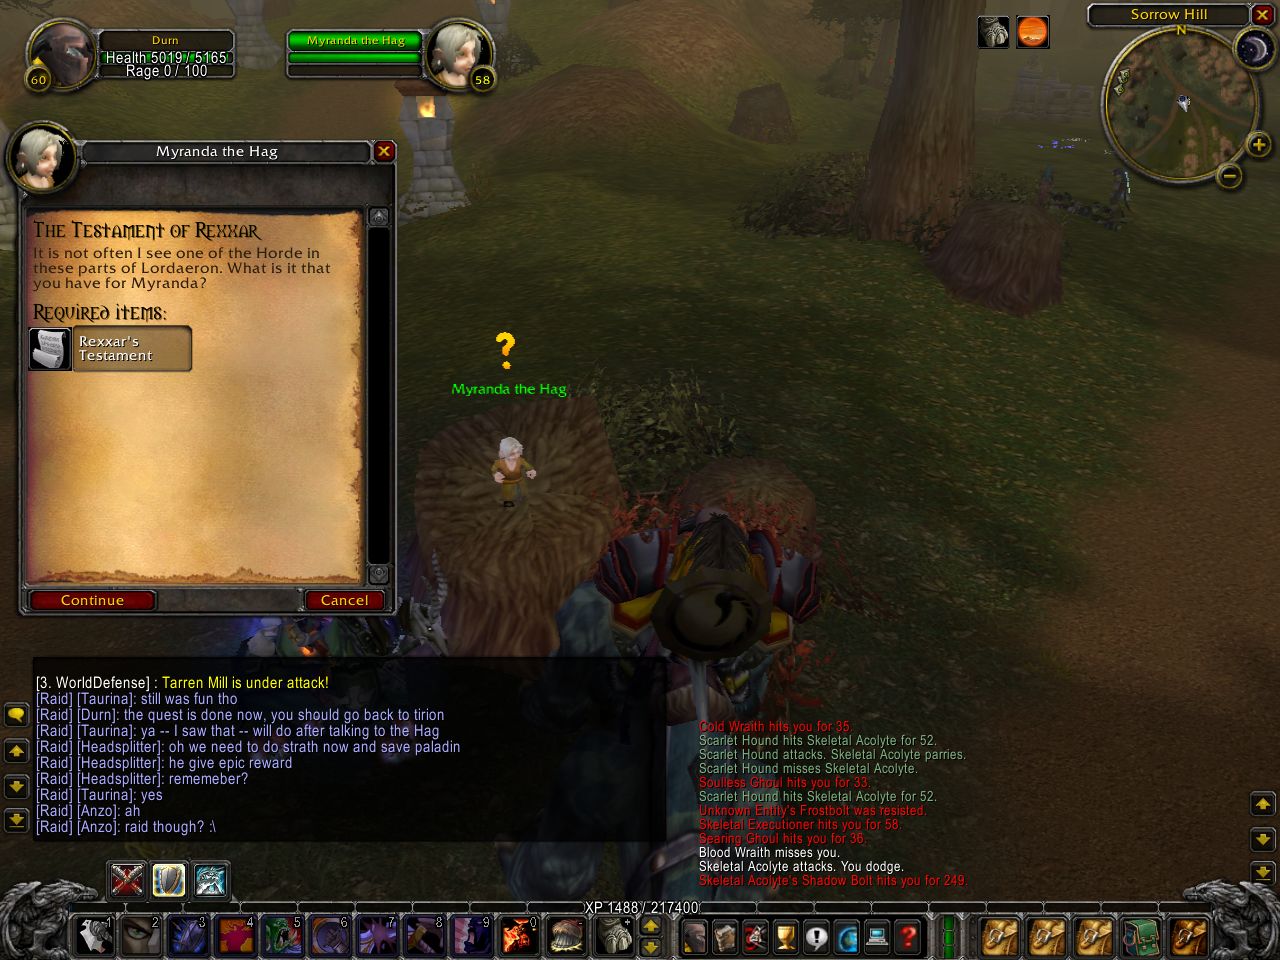 Durn
Health 5019 / 5165
Rage 0 / 100
60
Myranda the Hag
58
Sorrow Hill
N
Myranda the Hag
The Testament of Rexxar
It is not often I see one of the Horde in
these parts of Lordaeron. What is it that
you have for Myranda?
Required items:
Rexxar's
Testament
Continue
Cancel
?
Myranda the Hag
[3. WorldDefense] : Tarren Mill is under attack!
[Raid] [Taurina]: still was fun tho
[Raid] [Durn]: the quest is done now, you should go back to tirion
[Raid] [Taurina]: ya -- I saw that -- will do after talking to the Hag
[Raid] [Headsplitter]: oh we need to do strath now and save paladin
[Raid] [Headsplitter]: he give epic reward
[Raid] [Headsplitter]: rememeber?
[Raid] [Taurina]: yes
[Raid] [Anzo]: ah
[Raid] [Anzo]: raid though? :\
Cold Wraith hits you for 35.
Scarlet Hound hits Skeletal Acolyte for 52.
Scarlet Hound attacks. Skeletal Acolyte parries.
Scarlet Hound misses Skeletal Acolyte.
Soulless Ghoul hits you for 33.
Scarlet Hound hits Skeletal Acolyte for 52.
Unknown Entity's Frostbolt was resisted.
Skeletal Executioner hits you for 58.
Searing Ghoul hits you for 36.
Blood Wraith misses you.
Skeletal Acolyte attacks. You dodge.
Skeletal Acolyte's Shadow Bolt hits you for 249.
XP 1488 / 217400
1 2 3 4 5 6 7 8 9 0 - +